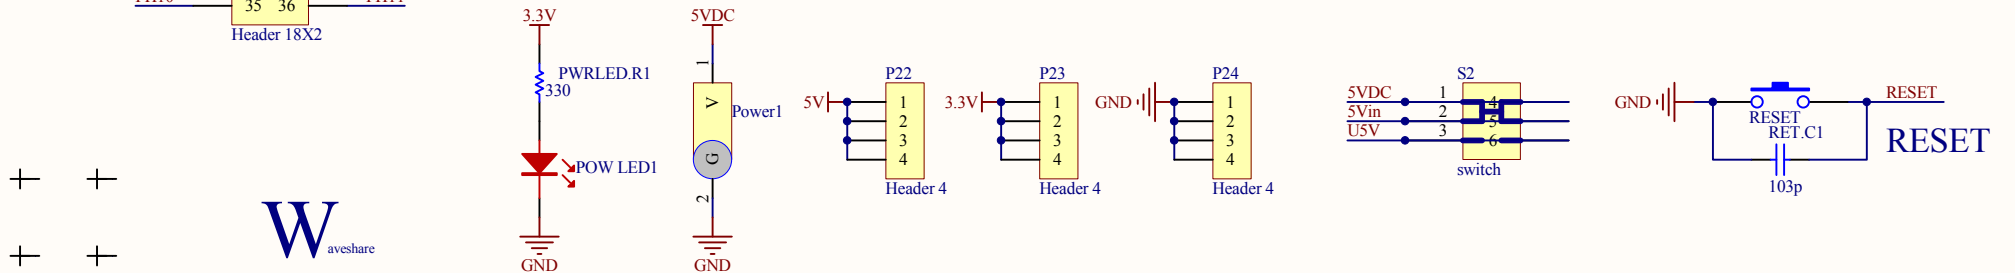 35 36
Header 18X2
3.3V
PWRLED.R1
330
POW LED1
GND
5VDC
1
V
Power1
G
2
GND
P22
5V
1
2
3
4
Header 4
P23
3.3V
1
2
3
4
Header 4
P24
GND
1
2
3
4
Header 4
S2
5VDC 1 4
5Vin 2 5
U5V 3 6
switch
GND
RESET
RESET
RET.C1
103p
RESET
Waveshare